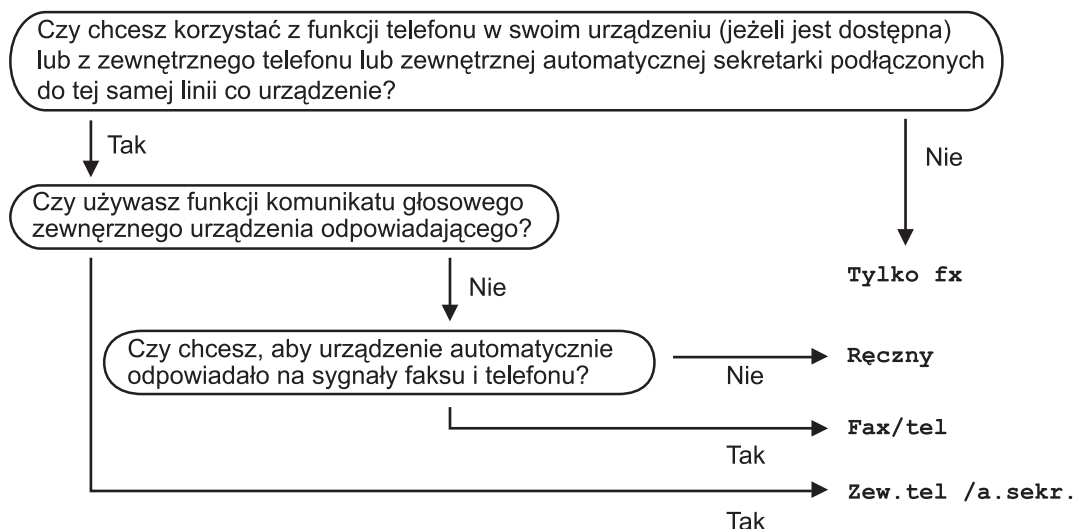 Czy chcesz korzystać z funkcji telefonu w swoim urządzeniu (jeżeli jest dostępna)
lub z zewnętrznego telefonu lub zewnętrznej automatycznej sekretarki podłączonych
do tej samej linii co urządzenie?
Tak
Nie
Czy używasz funkcji komunikatu głosowego
zewnęrznego urządzenia odpowiadającego?
Tylko fx
Nie
Czy chcesz, aby urządzenie automatycznie
odpowiadało na sygnały faksu i telefonu?
Nie
Ręczny
Fax/tel
Tak
Zew.tel /a.sekr.
Tak